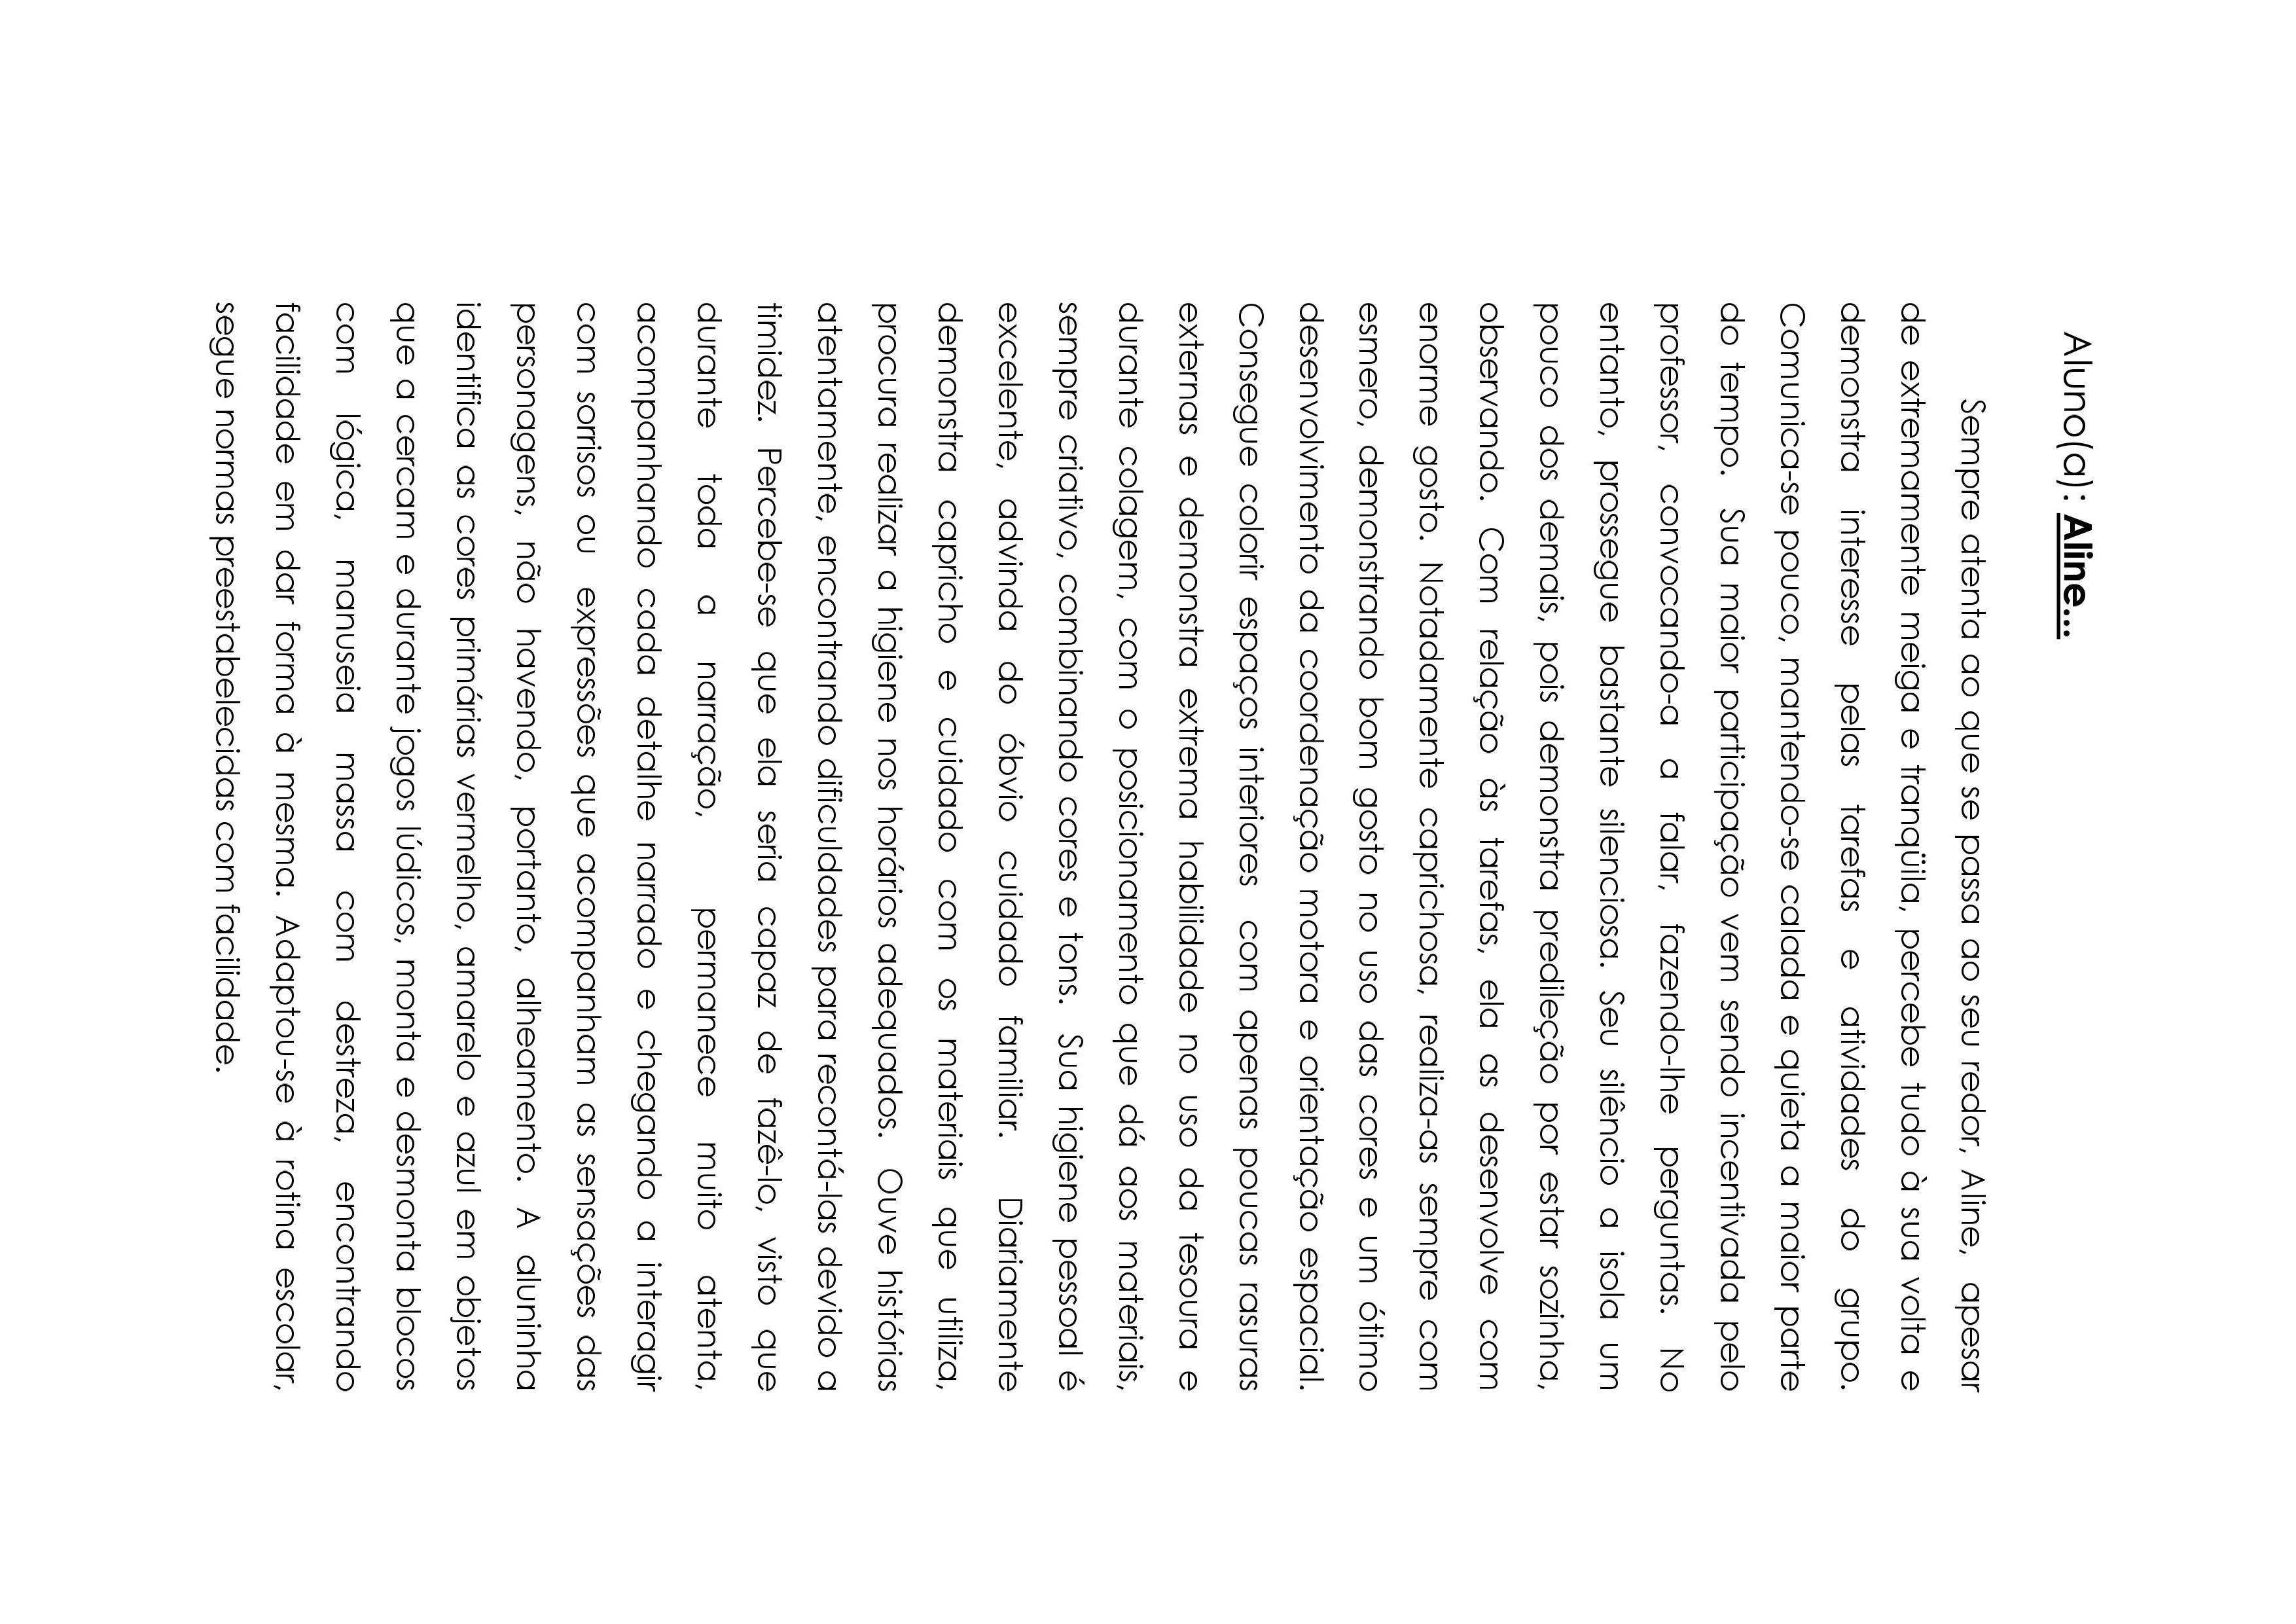 Aluno(a): Aline...
Sempre atenta ao que se passa ao seu redor, Aline, apesar
de extremamente meiga e tranqüila, percebe tudo à sua volta e
demonstra interesse pelas tarefas e atividades do grupo.
Comunica-se pouco, mantendo-se calada e quieta a maior parte
do tempo. Sua maior participação vem sendo incentivada pelo
professor, convocando-a a falar, fazendo-lhe perguntas. No
entanto, prossegue bastante silenciosa. Seu silêncio a isola um
pouco dos demais, pois demonstra predileção por estar sozinha,
observando. Com relação às tarefas, ela as desenvolve com
enorme gosto. Notadamente caprichosa, realiza-as sempre com
esmero, demonstrando bom gosto no uso das cores e um ótimo
desenvolvimento da coordenação motora e orientação espacial.
Consegue colorir espaços interiores com apenas poucas rasuras
externas e demonstra extrema habilidade no uso da tesoura e
durante colagem, com o posicionamento que dá aos materiais,
sempre criativo, combinando cores e tons. Sua higiene pessoal é
excelente, advinda do óbvio cuidado familiar. Diariamente
demonstra capricho e cuidado com os materiais que utiliza,
procura realizar a higiene nos horários adequados. Ouve histórias
atentamente, encontrando dificuldades para recontá-las devido a
timidez. Percebe-se que ela seria capaz de fazê-lo, visto que
durante toda a narração, permanece muito atenta,
acompanhando cada detalhe narrado e chegando a interagir
com sorrisos ou expressões que acompanham as sensações das
personagens, não havendo, portanto, alheamento. A aluninha
identifica as cores primárias vermelho, amarelo e azul em objetos
que a cercam e durante jogos lúdicos, monta e desmonta blocos
com lógica, manuseia massa com destreza, encontrando
facilidade em dar forma à mesma. Adaptou-se à rotina escolar,
segue normas preestabelecidas com facilidade.